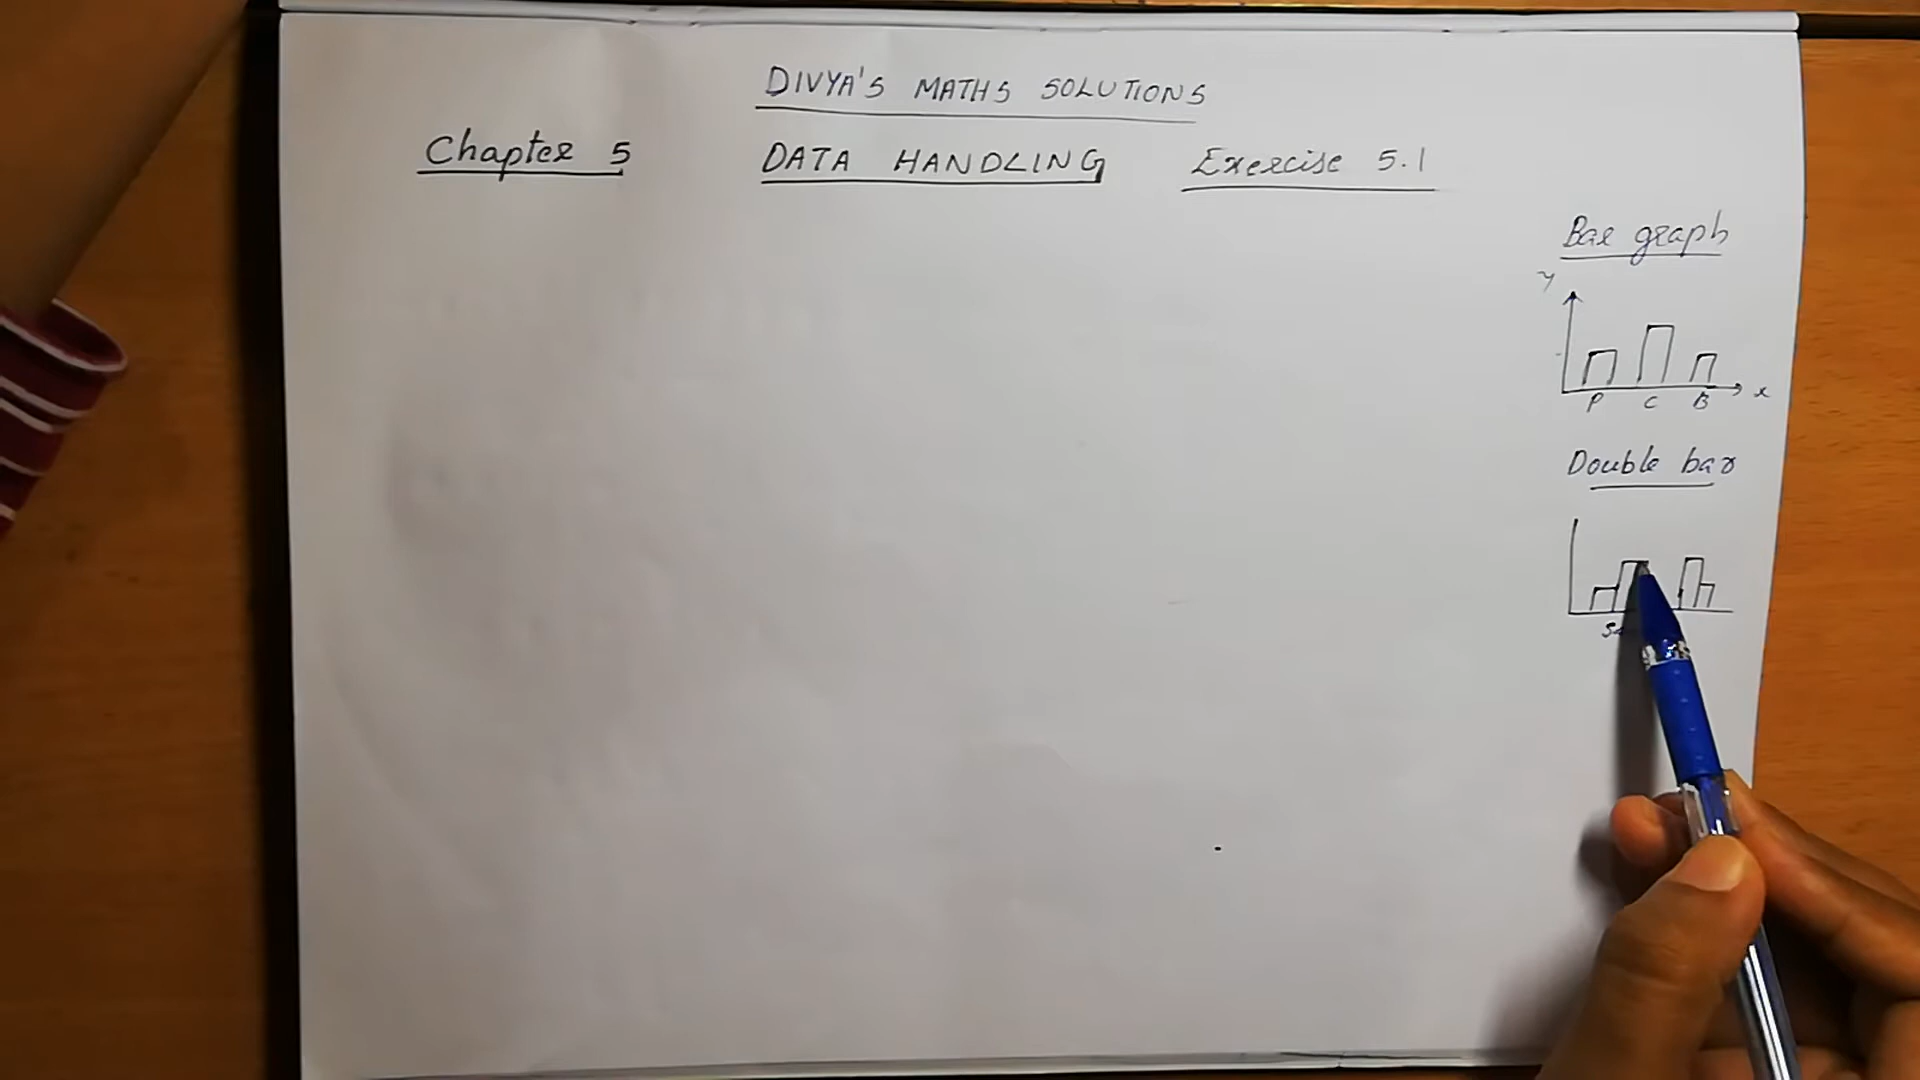 DIVYA'S MATHS SOLUTIONS
Chapter 5 DATA HANDLING Exercise 5.1
Bar graph
y
P C B x
Double bar